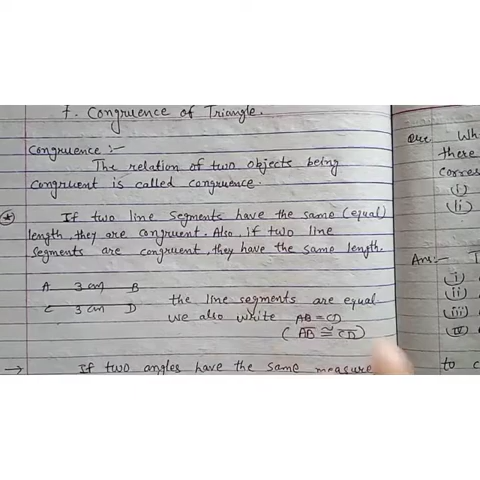 7. Congruence of Triangle.
Congruence :-
The relation of two objects being
congruent is called congruence.
If two line segments have the same (equal)
length, they are congruent. Also, if two line
segments are congruent, they have the same length.
A 3 cm B
C 3 cm D
the line segments are equal.
we also write AB = CD
( AB ≅ CD )
→ If two angles have the same measure
Que Wh
there
corres
(i)
(ii)
Ans:- T
i)
ii)
iii)
iv)
to c